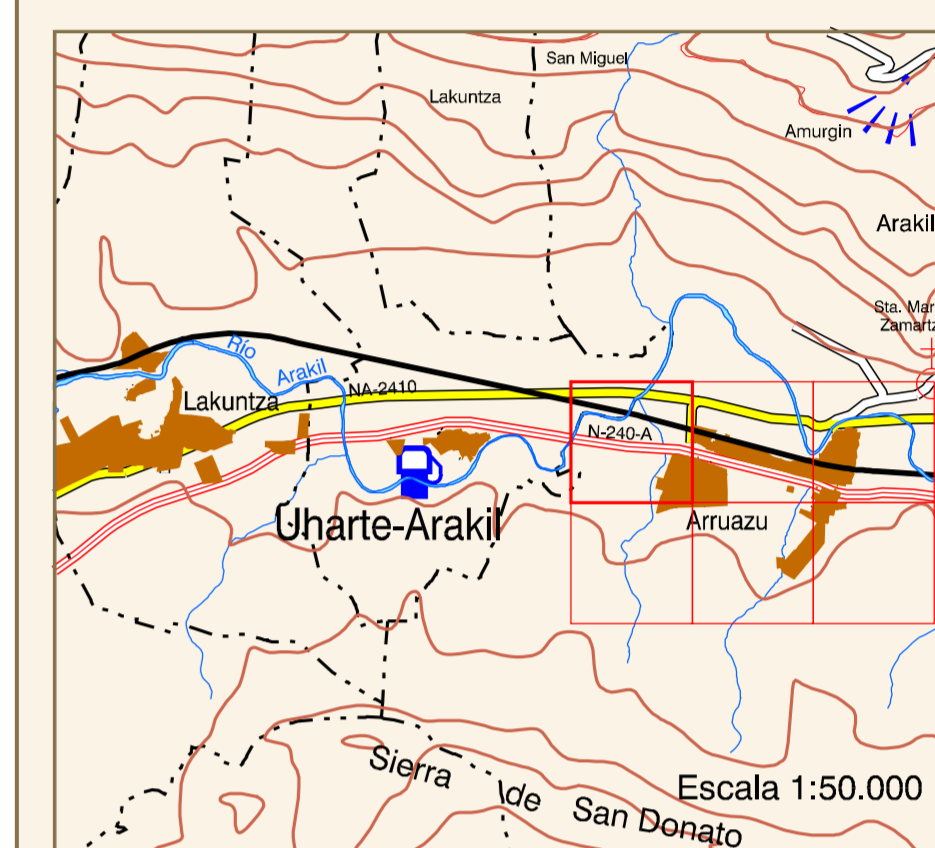 San Miguel
Lakuntza
Amurgin
Arakil
Sta. Mar
Zamartz
Río
Arakil
NA-2410
Lakuntza
N-240-A
Uharte-Arakil
Arruazu
Sierra de San Donato
Escala 1:50.000